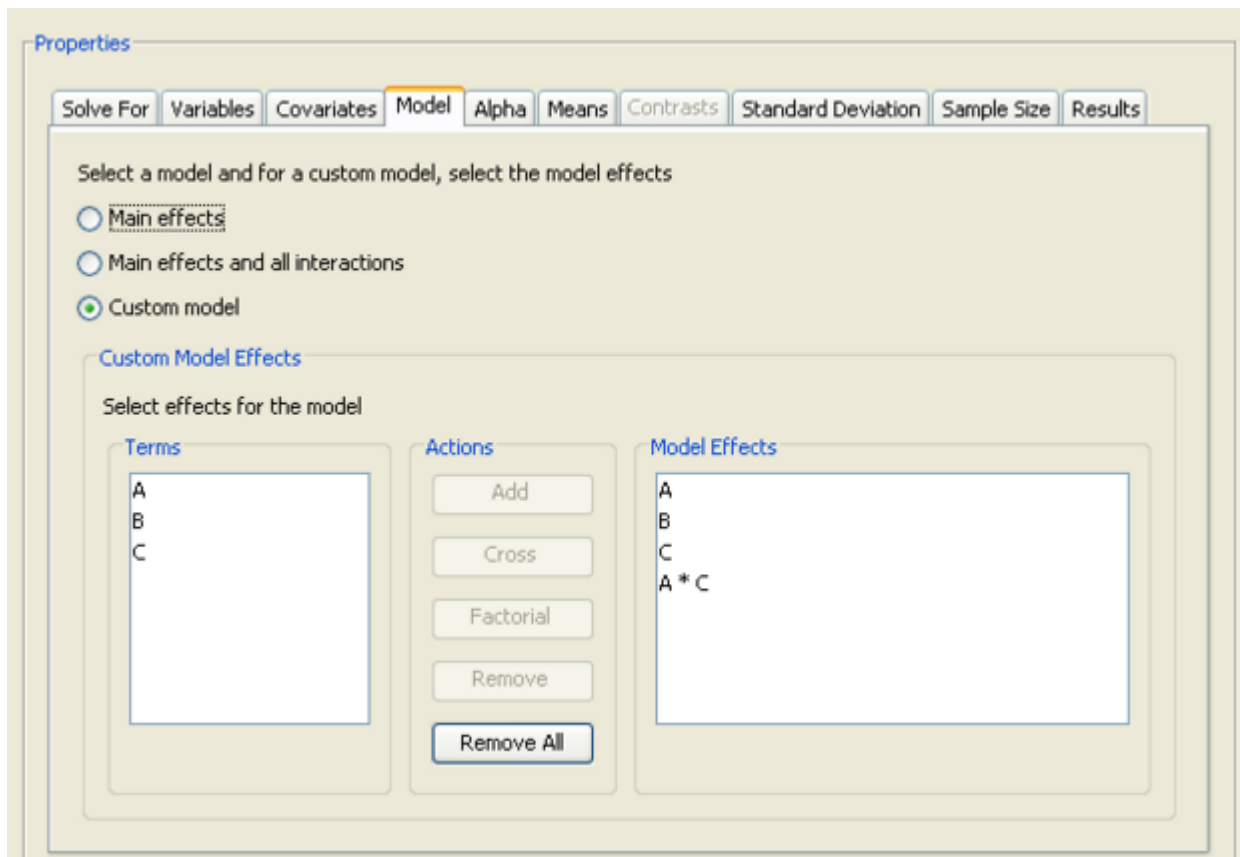 Properties
Solve For Variables Covariates Model Alpha Means Contrasts Standard Deviation Sample Size Results
Select a model and for a custom model, select the model effects
Main effects
Main effects and all interactions
Custom model
Custom Model Effects
Select effects for the model
Terms
A
B
C
Actions
Add
Cross
Factorial
Remove
Remove All
Model Effects
A
B
C
A * C